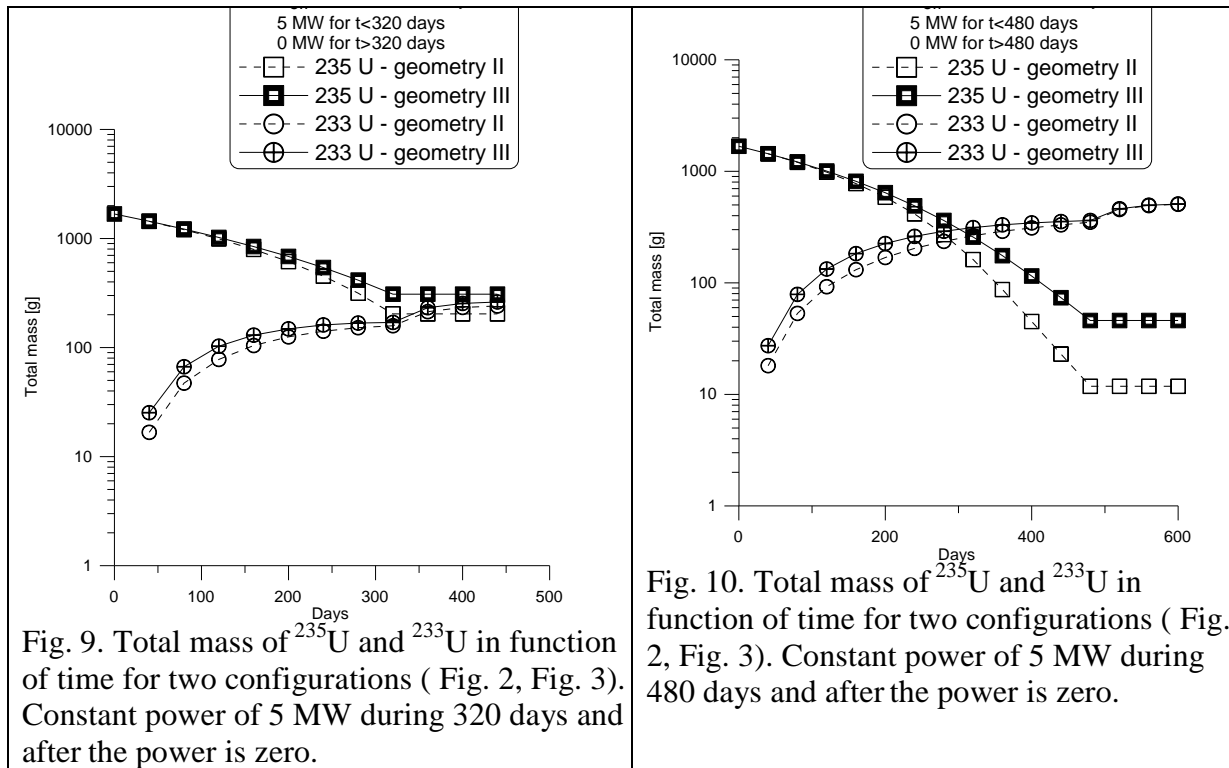 5 MW for t<320 days
0 MW for t>320 days
235 U - geometry II
235 U - geometry III
233 U - geometry II
233 U - geometry III
10000
1000
100
10
1
Total mass [g]
0
100
200
300
400
500
Days
Fig. 9. Total mass of ²³⁵U and ²³³U in function
of time for two configurations ( Fig. 2, Fig. 3).
Constant power of 5 MW during 320 days and
after the power is zero.
5 MW for t<480 days
0 MW for t>480 days
235 U - geometry II
235 U - geometry III
233 U - geometry II
233 U - geometry III
10000
1000
100
10
1
Total mass [g]
0
200
400
600
Days
Fig. 10. Total mass of ²³⁵U and ²³³U in
function of time for two configurations ( Fig.
2, Fig. 3). Constant power of 5 MW during
480 days and after the power is zero.